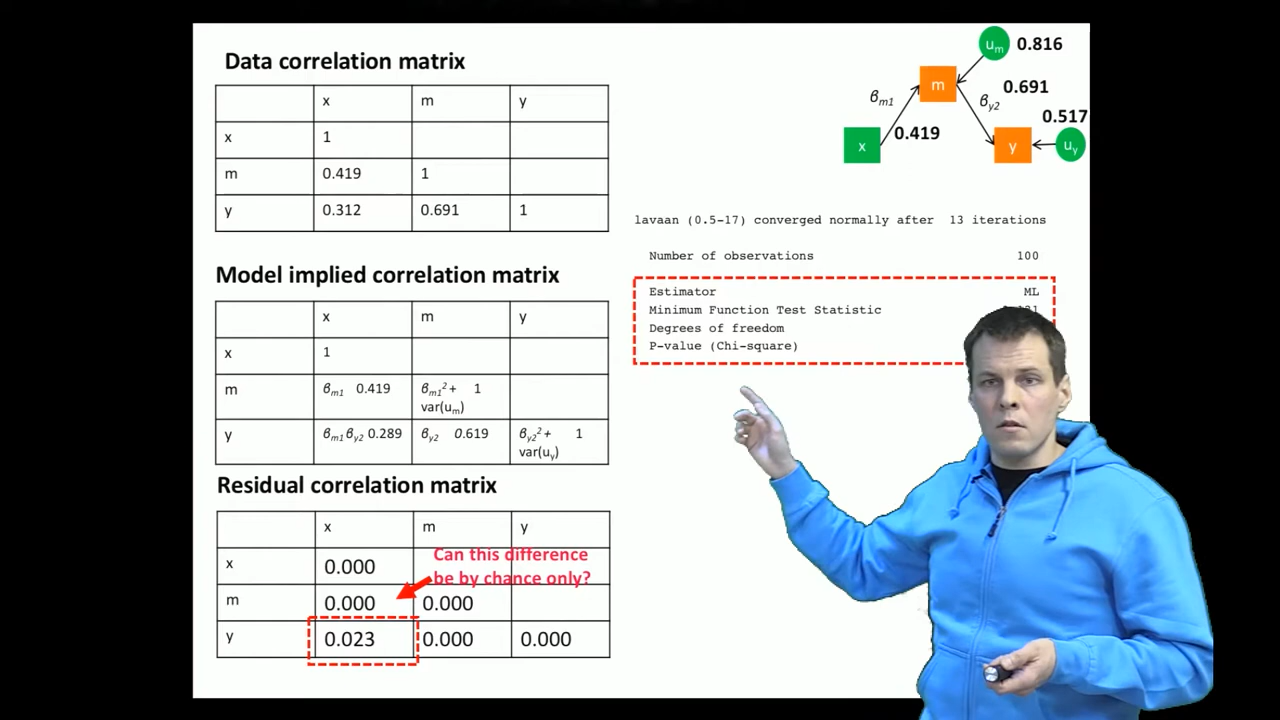 Data correlation matrix
x m y
x 1
m 0.419 1
y 0.312 0.691 1
Model implied correlation matrix
x m y
x 1
m βm1 0.419 βm1² + 1
var(um)
y βm1 βy2 0.289 βy2 0.619 βy2² + 1
var(uy)
Residual correlation matrix
x m y
x 0.000
m 0.000 0.000
y 0.023 0.000 0.000
Can this difference
be by chance only?
um 0.816
m
βm1 βy2 0.691
0.419 0.517
x y uy
lavaan (0.5-17) converged normally after 13 iterations
Number of observations 100
Estimator ML
Minimum Function Test Statistic
Degrees of freedom
P-value (Chi-square)